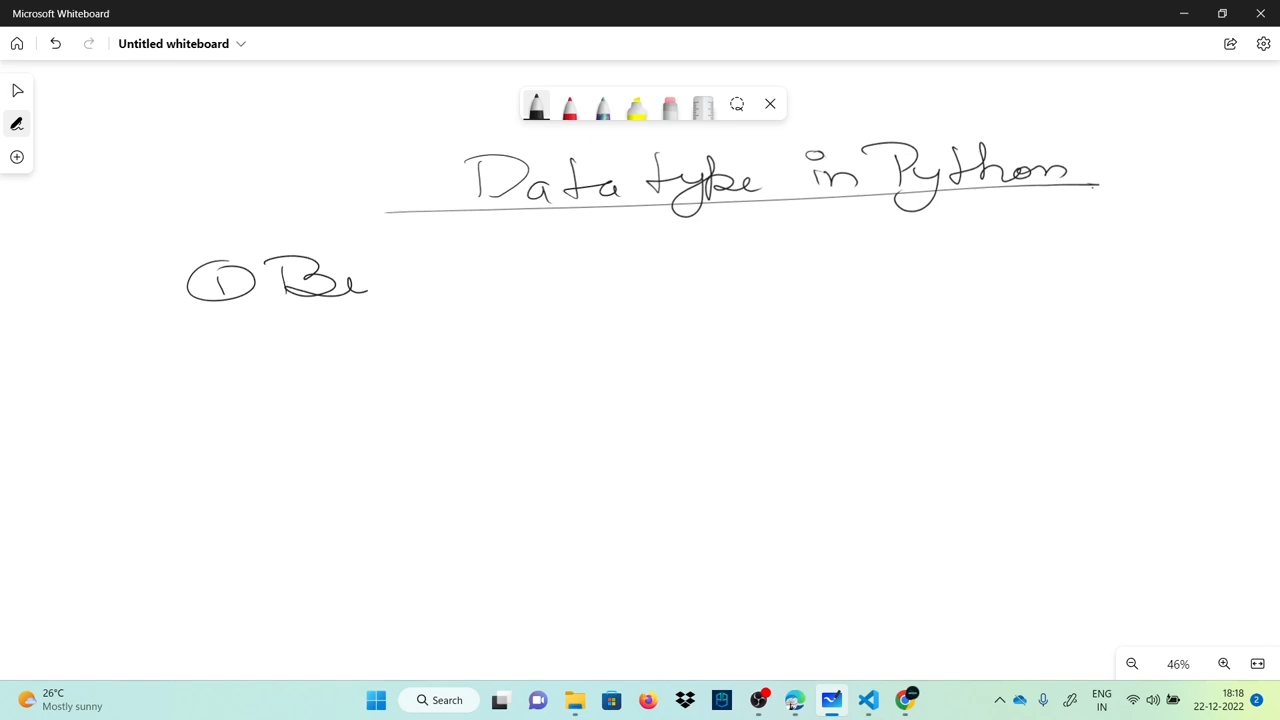 Microsoft Whiteboard
Untitled whiteboard
Data type in Python
① Be
46%
26°C
Mostly sunny
Search
ENG
IN
18:18
22-12-2022
2